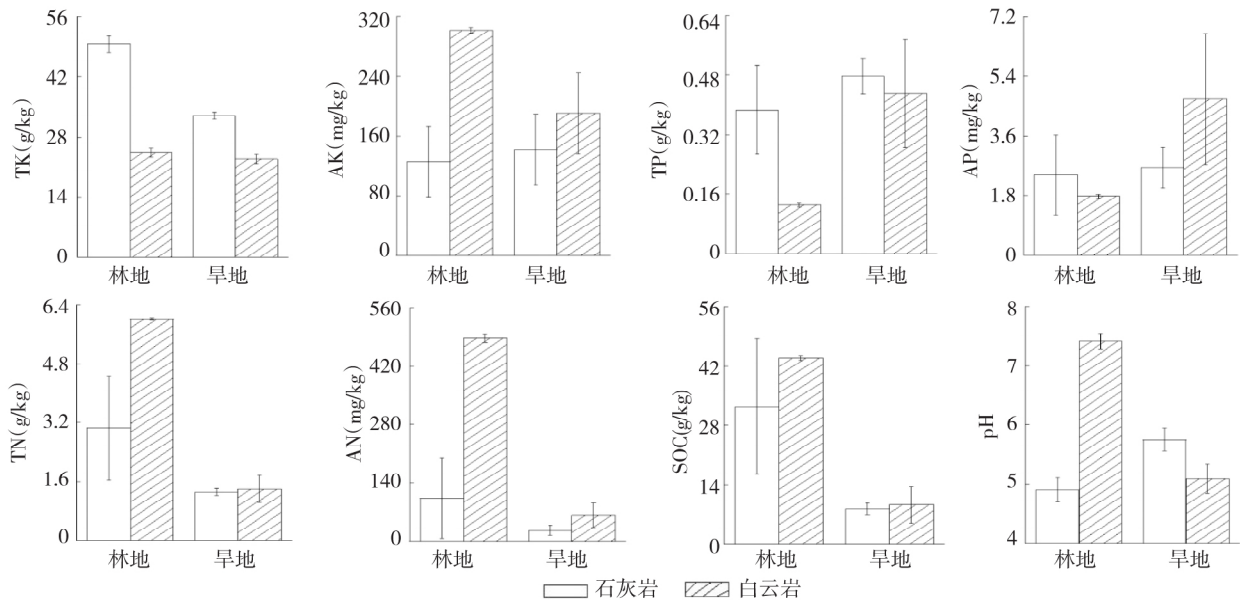 TK(g/kg)
56
42
28
14
0
林地
旱地
AK(mg/kg)
320
240
160
80
0
林地
旱地
TP(g/kg)
0.64
0.48
0.32
0.16
0
林地
旱地
AP(mg/kg)
7.2
5.4
3.6
1.8
0
林地
旱地
TN(g/kg)
6.4
4.8
3.2
1.6
0
林地
旱地
AN(mg/kg)
560
420
280
140
0
林地
旱地
SOC(g/kg)
56
42
28
14
0
林地
旱地
pH
8
7
6
5
4
林地
旱地
石灰岩
白云岩